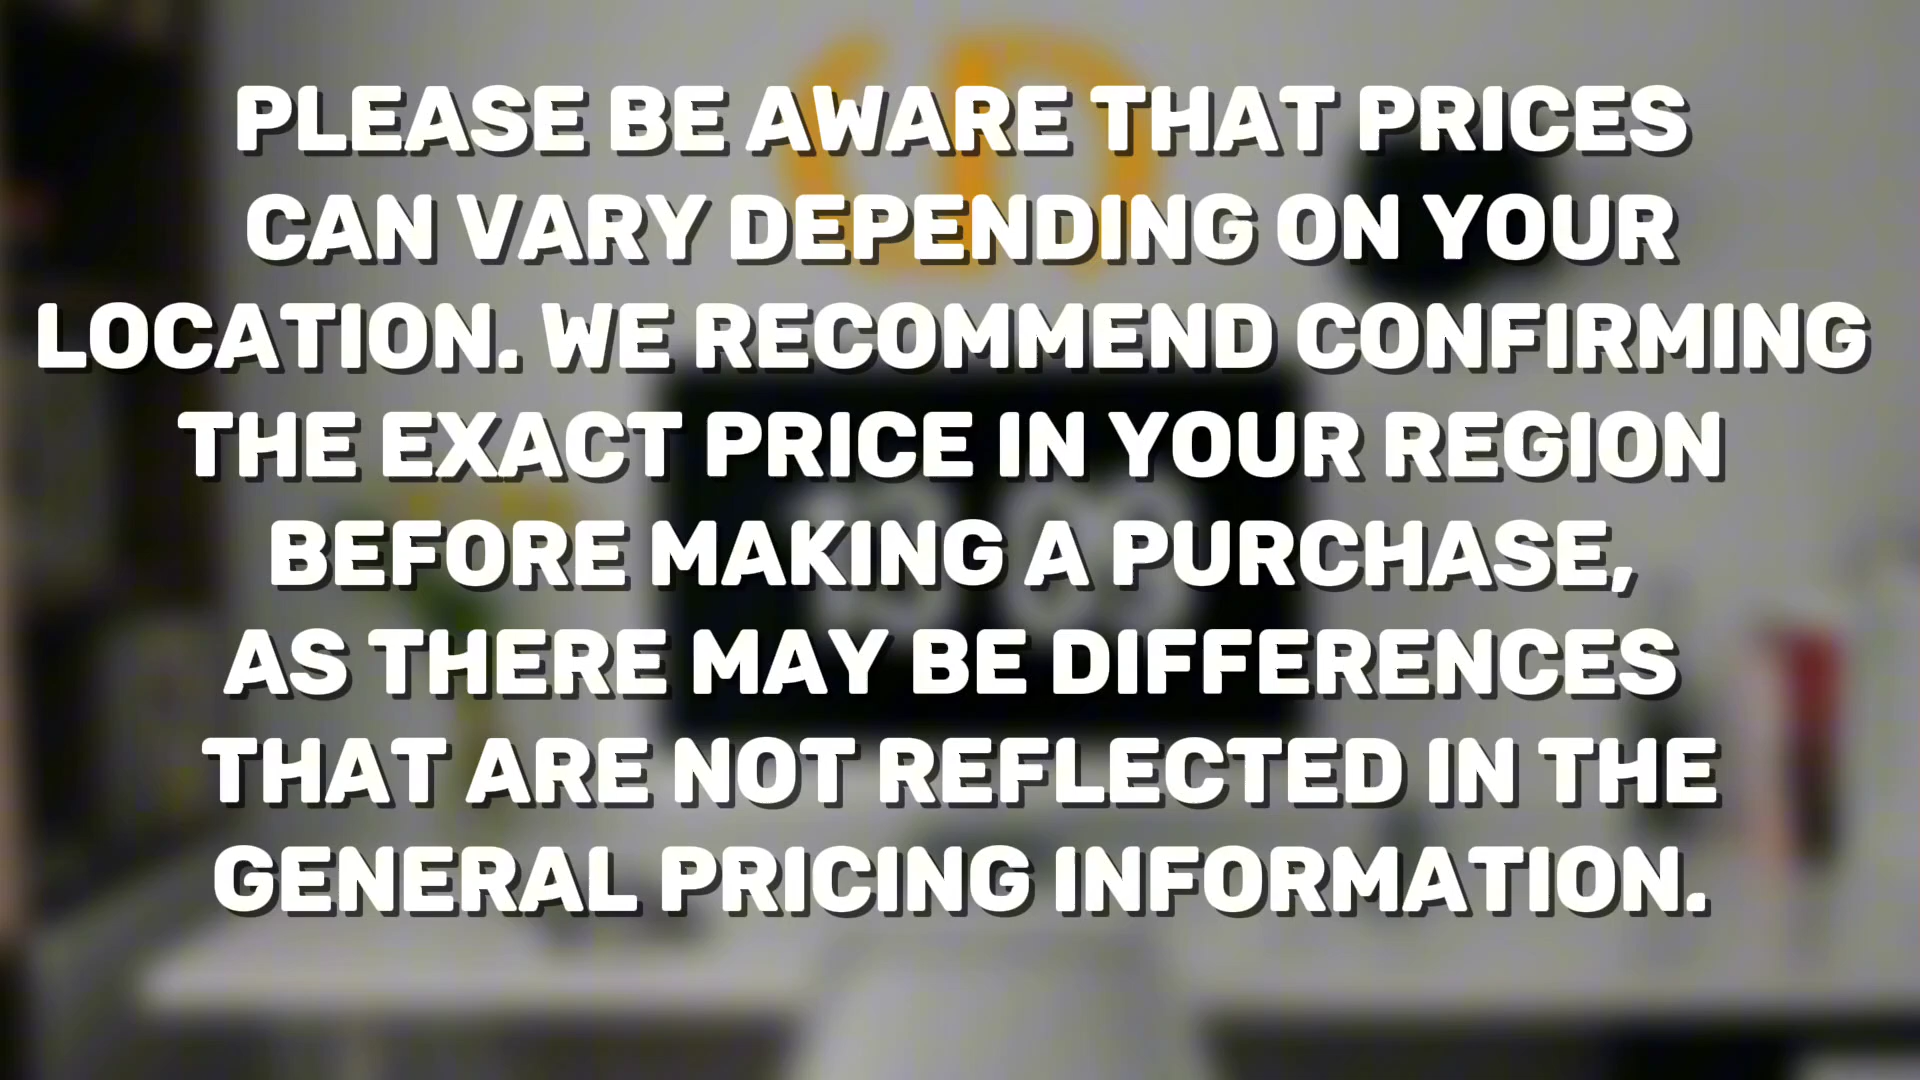 PLEASE BE AWARE THAT PRICES
CAN VARY DEPENDING ON YOUR
LOCATION. WE RECOMMEND CONFIRMING
THE EXACT PRICE IN YOUR REGION
BEFORE MAKING A PURCHASE,
AS THERE MAY BE DIFFERENCES
THAT ARE NOT REFLECTED IN THE
GENERAL PRICING INFORMATION.